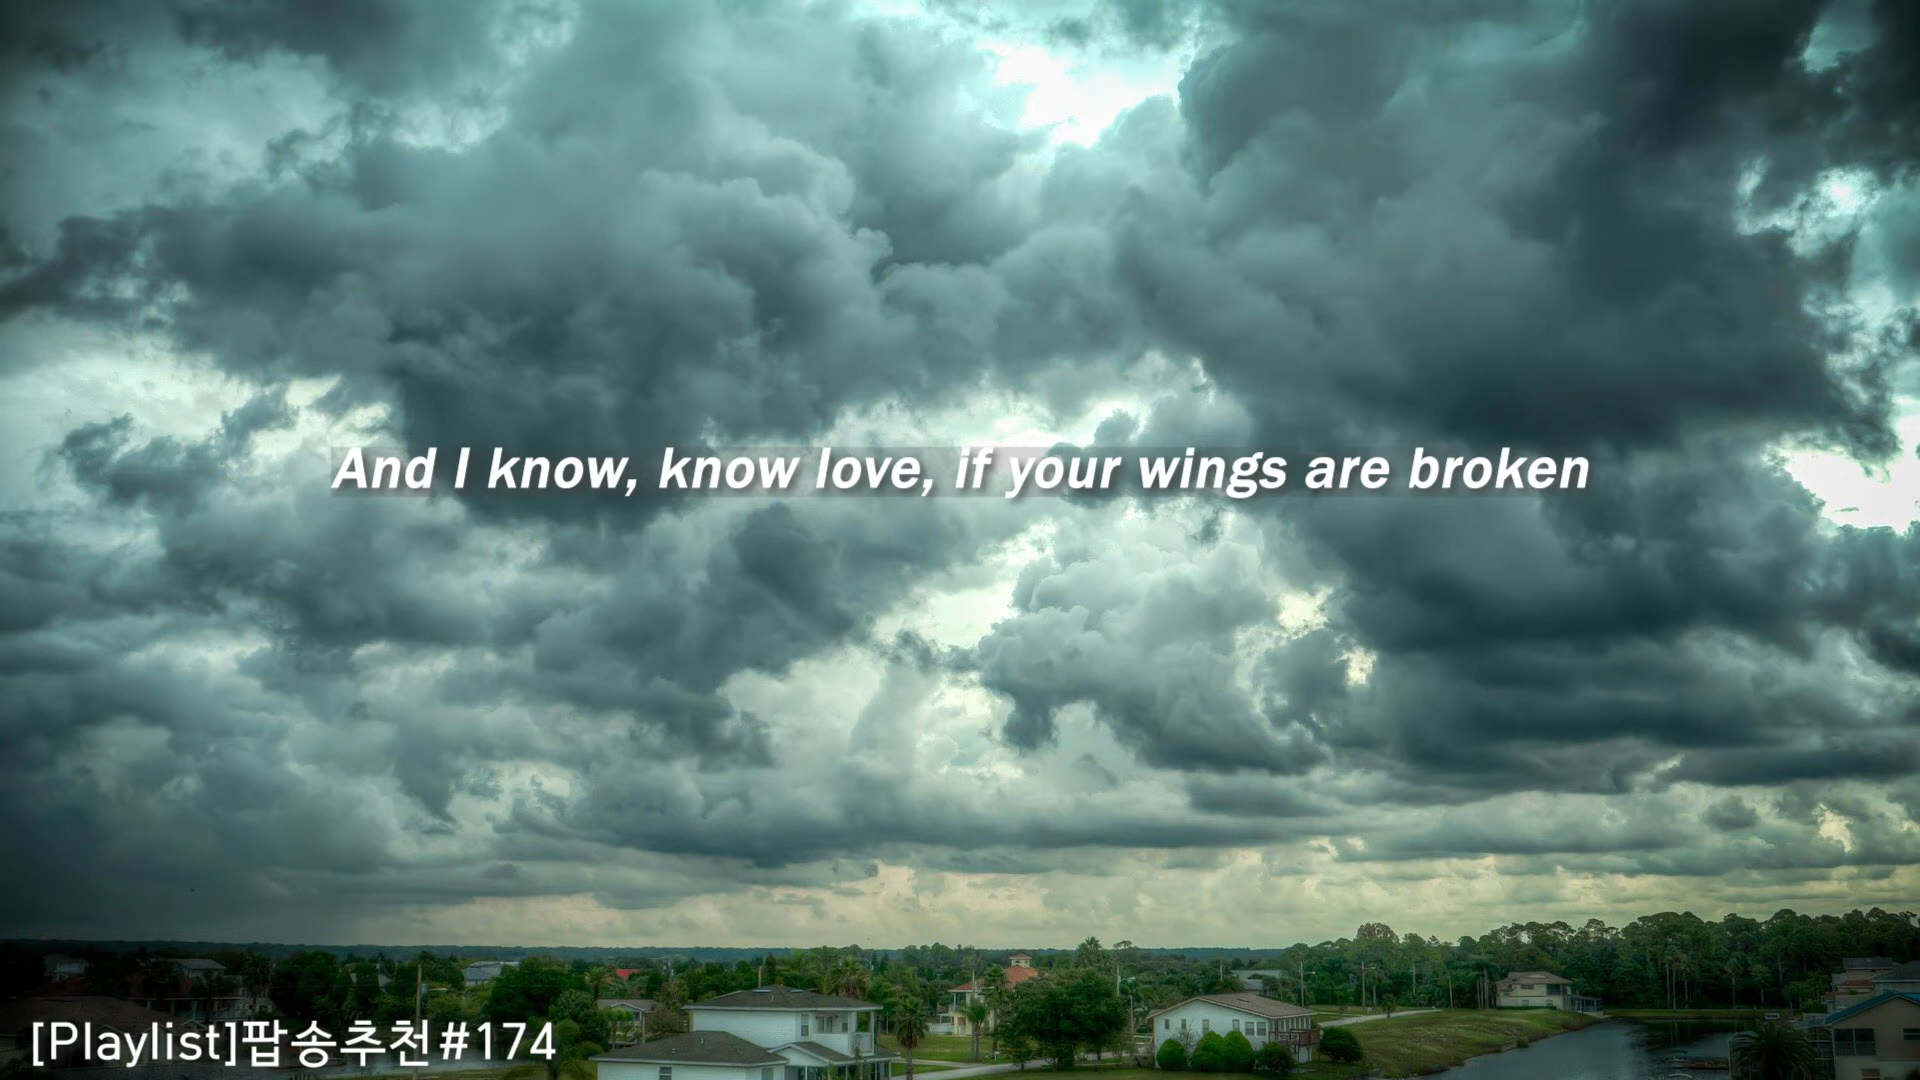 And I know, know love, if your wings are broken
[Playlist]팝송추천#174